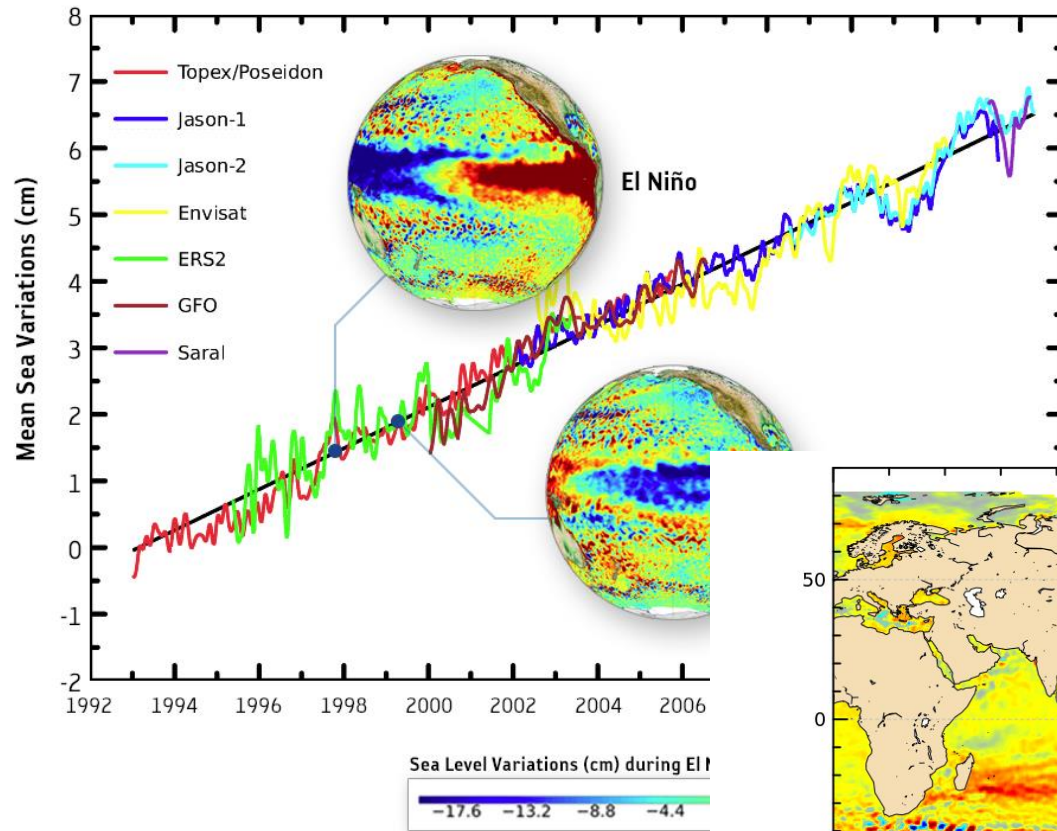 8
7
6
5
4
3
2
1
0
-1
-2
Mean Sea Variations (cm)
Topex/Poseidon
Jason-1
Jason-2
Envisat
ERS2
GFO
Saral
El Niño
1992 1994 1996 1998 2000 2002 2004 2006
50
0
Sea Level Variations (cm) during El
−17.6 −13.2 −8.8 −4.4